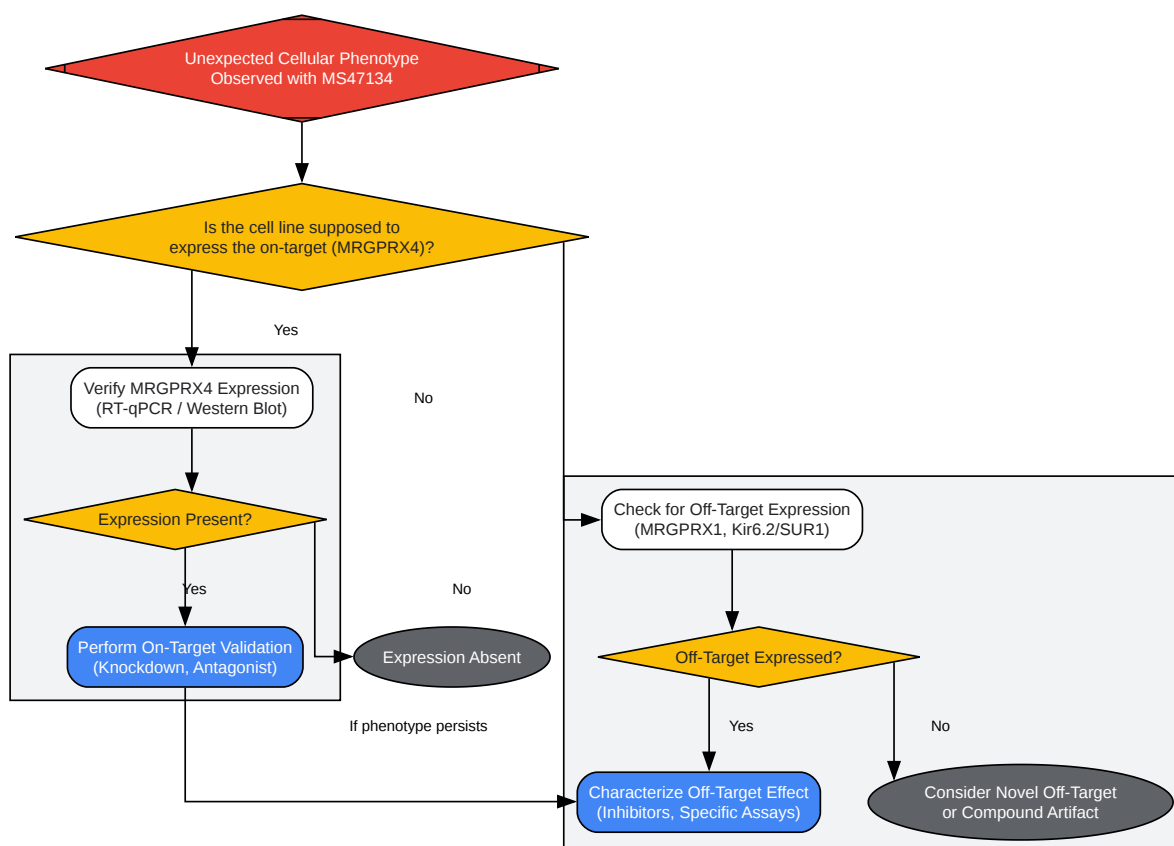 Unexpected Cellular Phenotype
Observed with MS47134
Is the cell line supposed to
express the on-target (MRGPRX4)?
Yes
No
Verify MRGPRX4 Expression
(RT-qPCR / Western Blot)
Expression Present?
Yes
No
Perform On-Target Validation
(Knockdown, Antagonist)
Expression Absent
If phenotype persists
Check for Off-Target Expression
(MRGPRX1, Kir6.2/SUR1)
Off-Target Expressed?
Yes
No
Characterize Off-Target Effect
(Inhibitors, Specific Assays)
Consider Novel Off-Target
or Compound Artifact